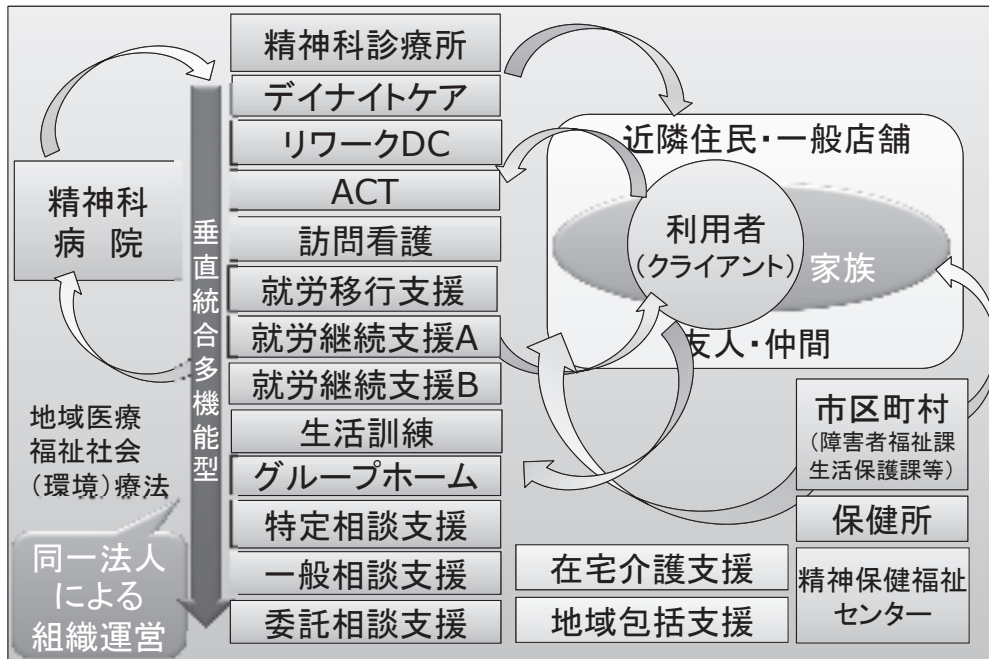 精神科診療所
デイナイトケア
リワークDC
ACT
訪問看護
就労移行支援
就労継続支援A
就労継続支援B
生活訓練
グループホーム
特定相談支援
一般相談支援
委託相談支援
垂直統合多機能型
精神科
病院
地域医療
福祉社会
(環境)療法
同一法人
による
組織運営
近隣住民・一般店舗
利用者
(クライアント)
家族
友人・仲間
市区町村
(障害者福祉課
生活保護課等)
保健所
精神保健福祉
センター
在宅介護支援
地域包括支援